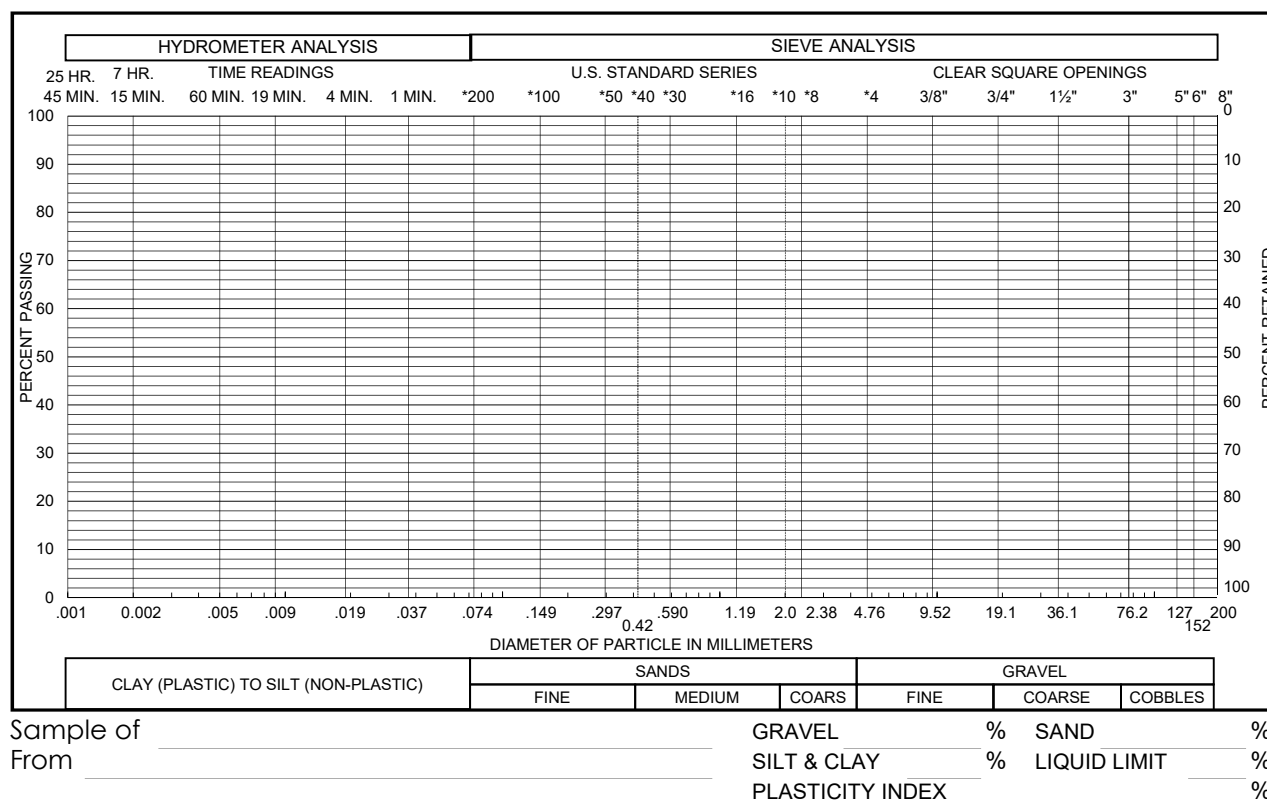 HYDROMETER ANALYSIS SIEVE ANALYSIS
25 HR. 7 HR. TIME READINGS U.S. STANDARD SERIES CLEAR SQUARE OPENINGS
45 MIN. 15 MIN. 60 MIN. 19 MIN. 4 MIN. 1 MIN. *200 *100 *50 *40 *30 *16 *10 *8 *4 3/8" 3/4" 1½" 3" 5" 6" 8"
100 0
90 10
80 20
70 30
60 40
50 50
40 60
30 70
20 80
10 90
0 100
PERCENT PASSING
PERCENT RETAINED
.001 0.002 .005 .009 .019 .037 .074 .149 .297 .590 1.19 2.0 2.38 4.76 9.52 19.1 36.1 76.2 127 200
0.42 152
DIAMETER OF PARTICLE IN MILLIMETERS
CLAY (PLASTIC) TO SILT (NON-PLASTIC) SANDS GRAVEL
FINE MEDIUM COARS FINE COARSE COBBLES
Sample of GRAVEL % SAND %
From SILT & CLAY % LIQUID LIMIT %
PLASTICITY INDEX %